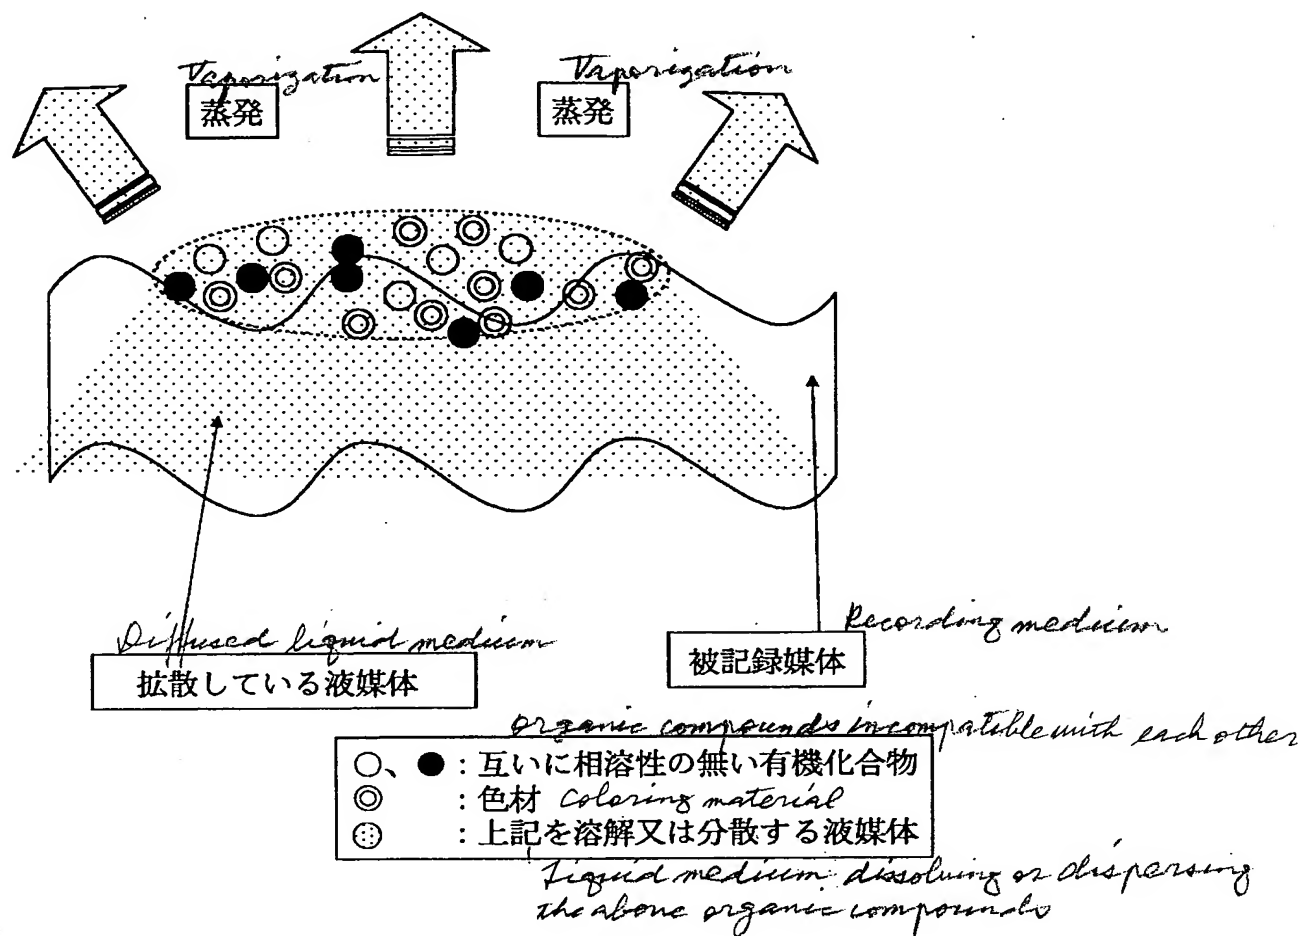 Vaporization
Vaporization
蒸発
蒸発
Diffused liquid medium
拡散している液媒体
Recording medium
被記録媒体
organic compounds incompatible with each other
○、●：互いに相溶性の無い有機化合物
◎：色材 Coloring material
：上記を溶解又は分散する液媒体
Liquid medium dissolving or dispersing
the above organic compounds